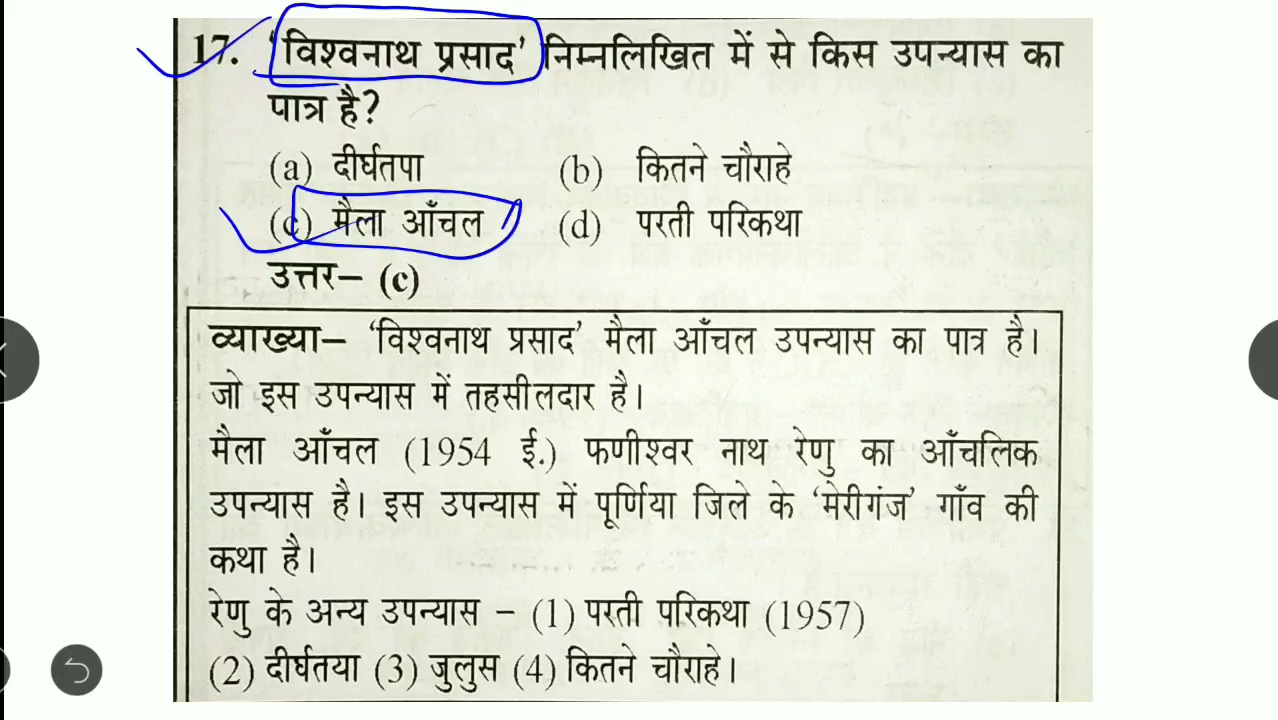 17. 'विश्वनाथ प्रसाद' निम्नलिखित में से किस उपन्यास का
पात्र है?
(a) दीर्घतपा (b) कितने चौराहे
(c) मैला आँचल (d) परती परिकथा
उत्तर– (c)
व्याख्या– 'विश्वनाथ प्रसाद' मैला आँचल उपन्यास का पात्र है।
जो इस उपन्यास में तहसीलदार है।
मैला आँचल (1954 ई.) फणीश्वर नाथ रेणु का आँचलिक
उपन्यास है। इस उपन्यास में पूर्णिया जिले के 'मेरीगंज' गाँव की
कथा है।
रेणु के अन्य उपन्यास – (1) परती परिकथा (1957)
(2) दीर्घतया (3) जुलुस (4) कितने चौराहे।